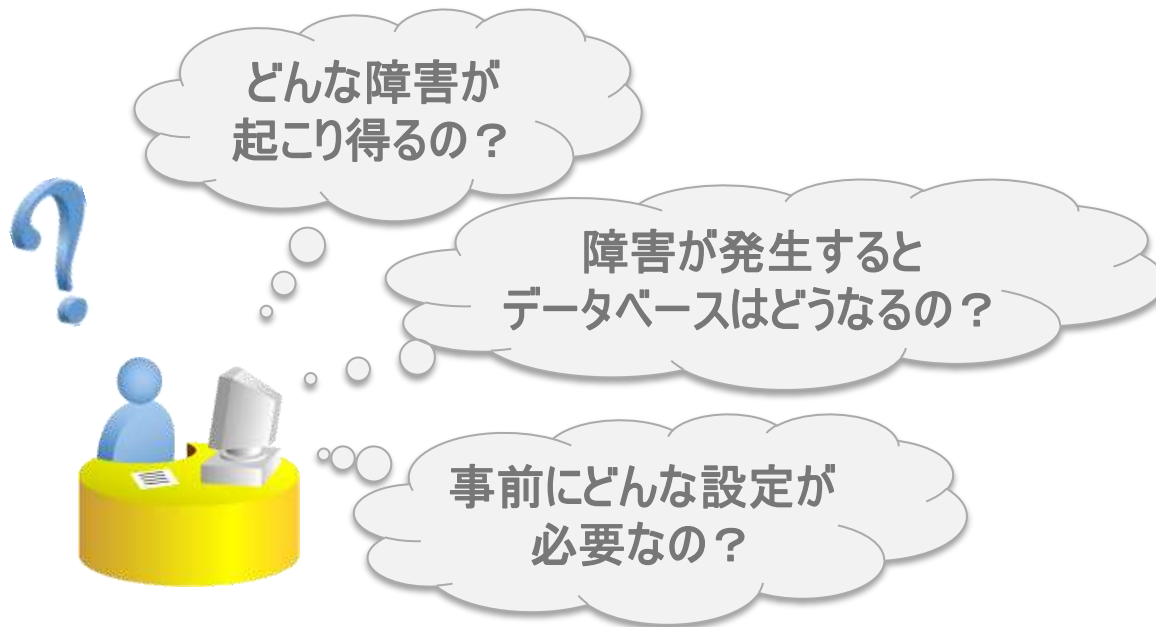 どんな障害が
起こり得るの？
障害が発生すると
データベースはどうなるの？
事前にどんな設定が
必要なの？